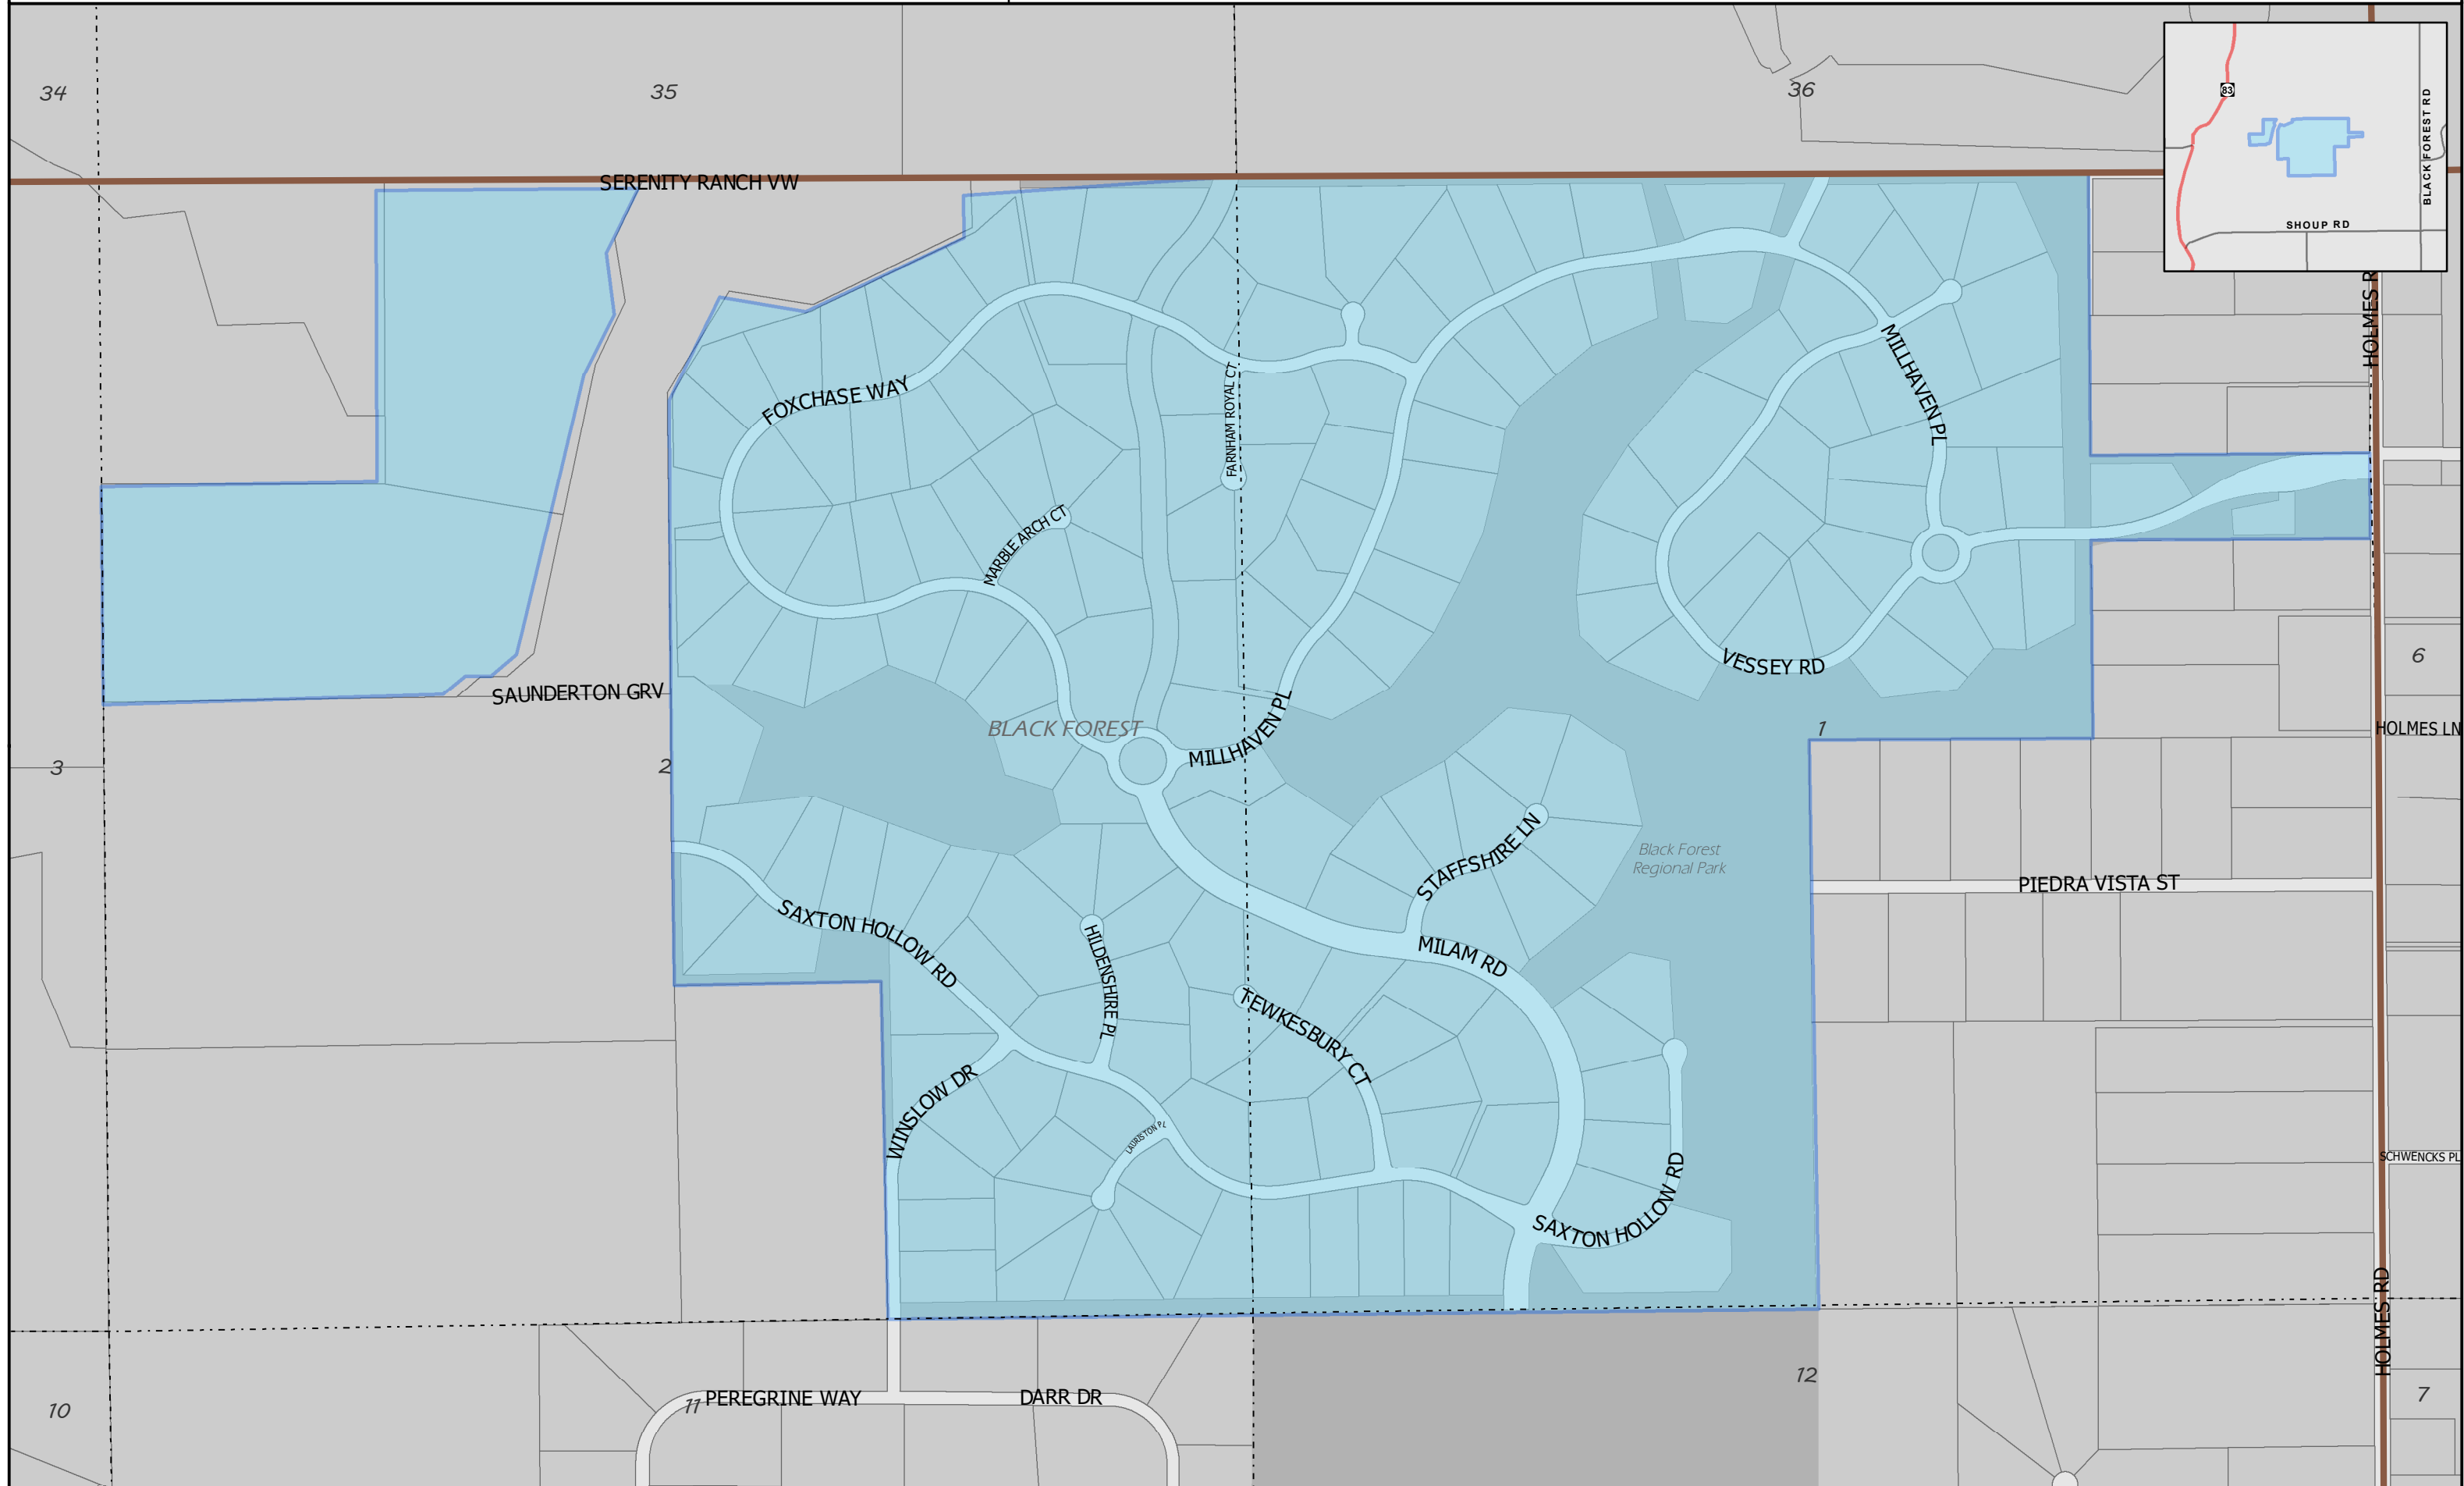 34
35
36
83
BLACK FOREST RD
SHOUP RD
SERENITY RANCH VW
HOLMES R
MILLHAVEN PL
FOXCHASE WAY
FARNHAM ROYAL CT
MARBLE ARCH CT
VESSEY RD
6
SAUNDERTON GRV
BLACK FOREST
MILLHAVEN PL
1
HOLMES LN
3
2
STAFFSHIRE LN
Black Forest
Regional Park
PIEDRA VISTA ST
SAXTON HOLLOW RD
HILDENSHIRE PL
MILAM RD
TEWKESBURY CT
WINSLOW DR
LAURISTON PL
SCHWENCKS PL
SAXTON HOLLOW RD
HOLMES RD
10
11
PEREGRINE WAY
DARR DR
12
7